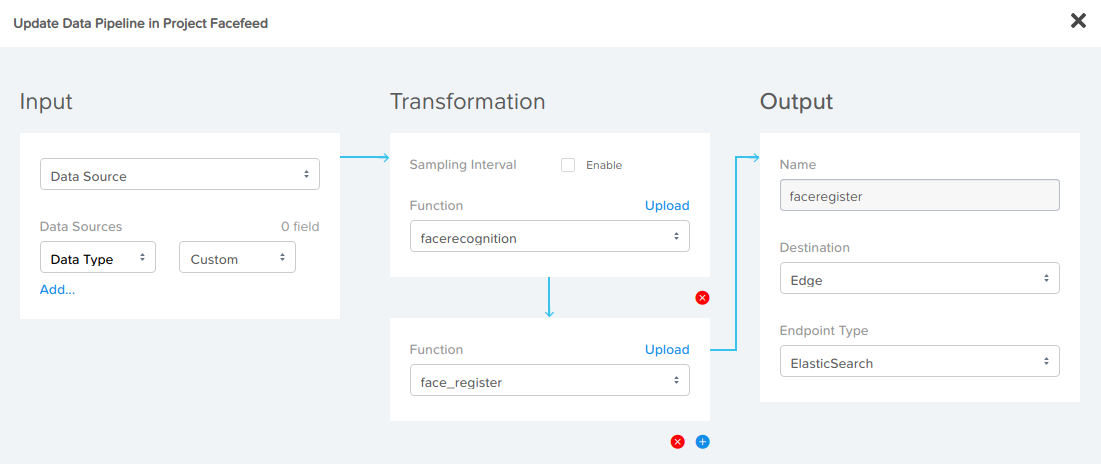 Update Data Pipeline in Project Facefeed
Input
Data Source
Data Sources 0 field
Data Type Custom
Add...
Transformation
Sampling Interval Enable
Function Upload
facerecognition
Function Upload
face_register
Output
Name
faceregister
Destination
Edge
Endpoint Type
ElasticSearch